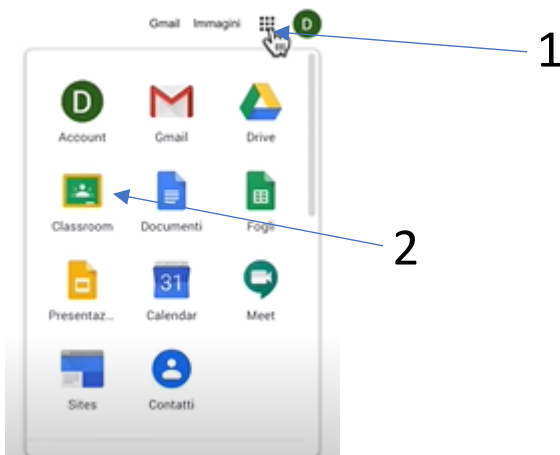 Gmail Immagini D
1
D
Account Gmail Drive
Classroom Documenti Fogli
2
31
Presentaz... Calendar Meet
Sites Contatti